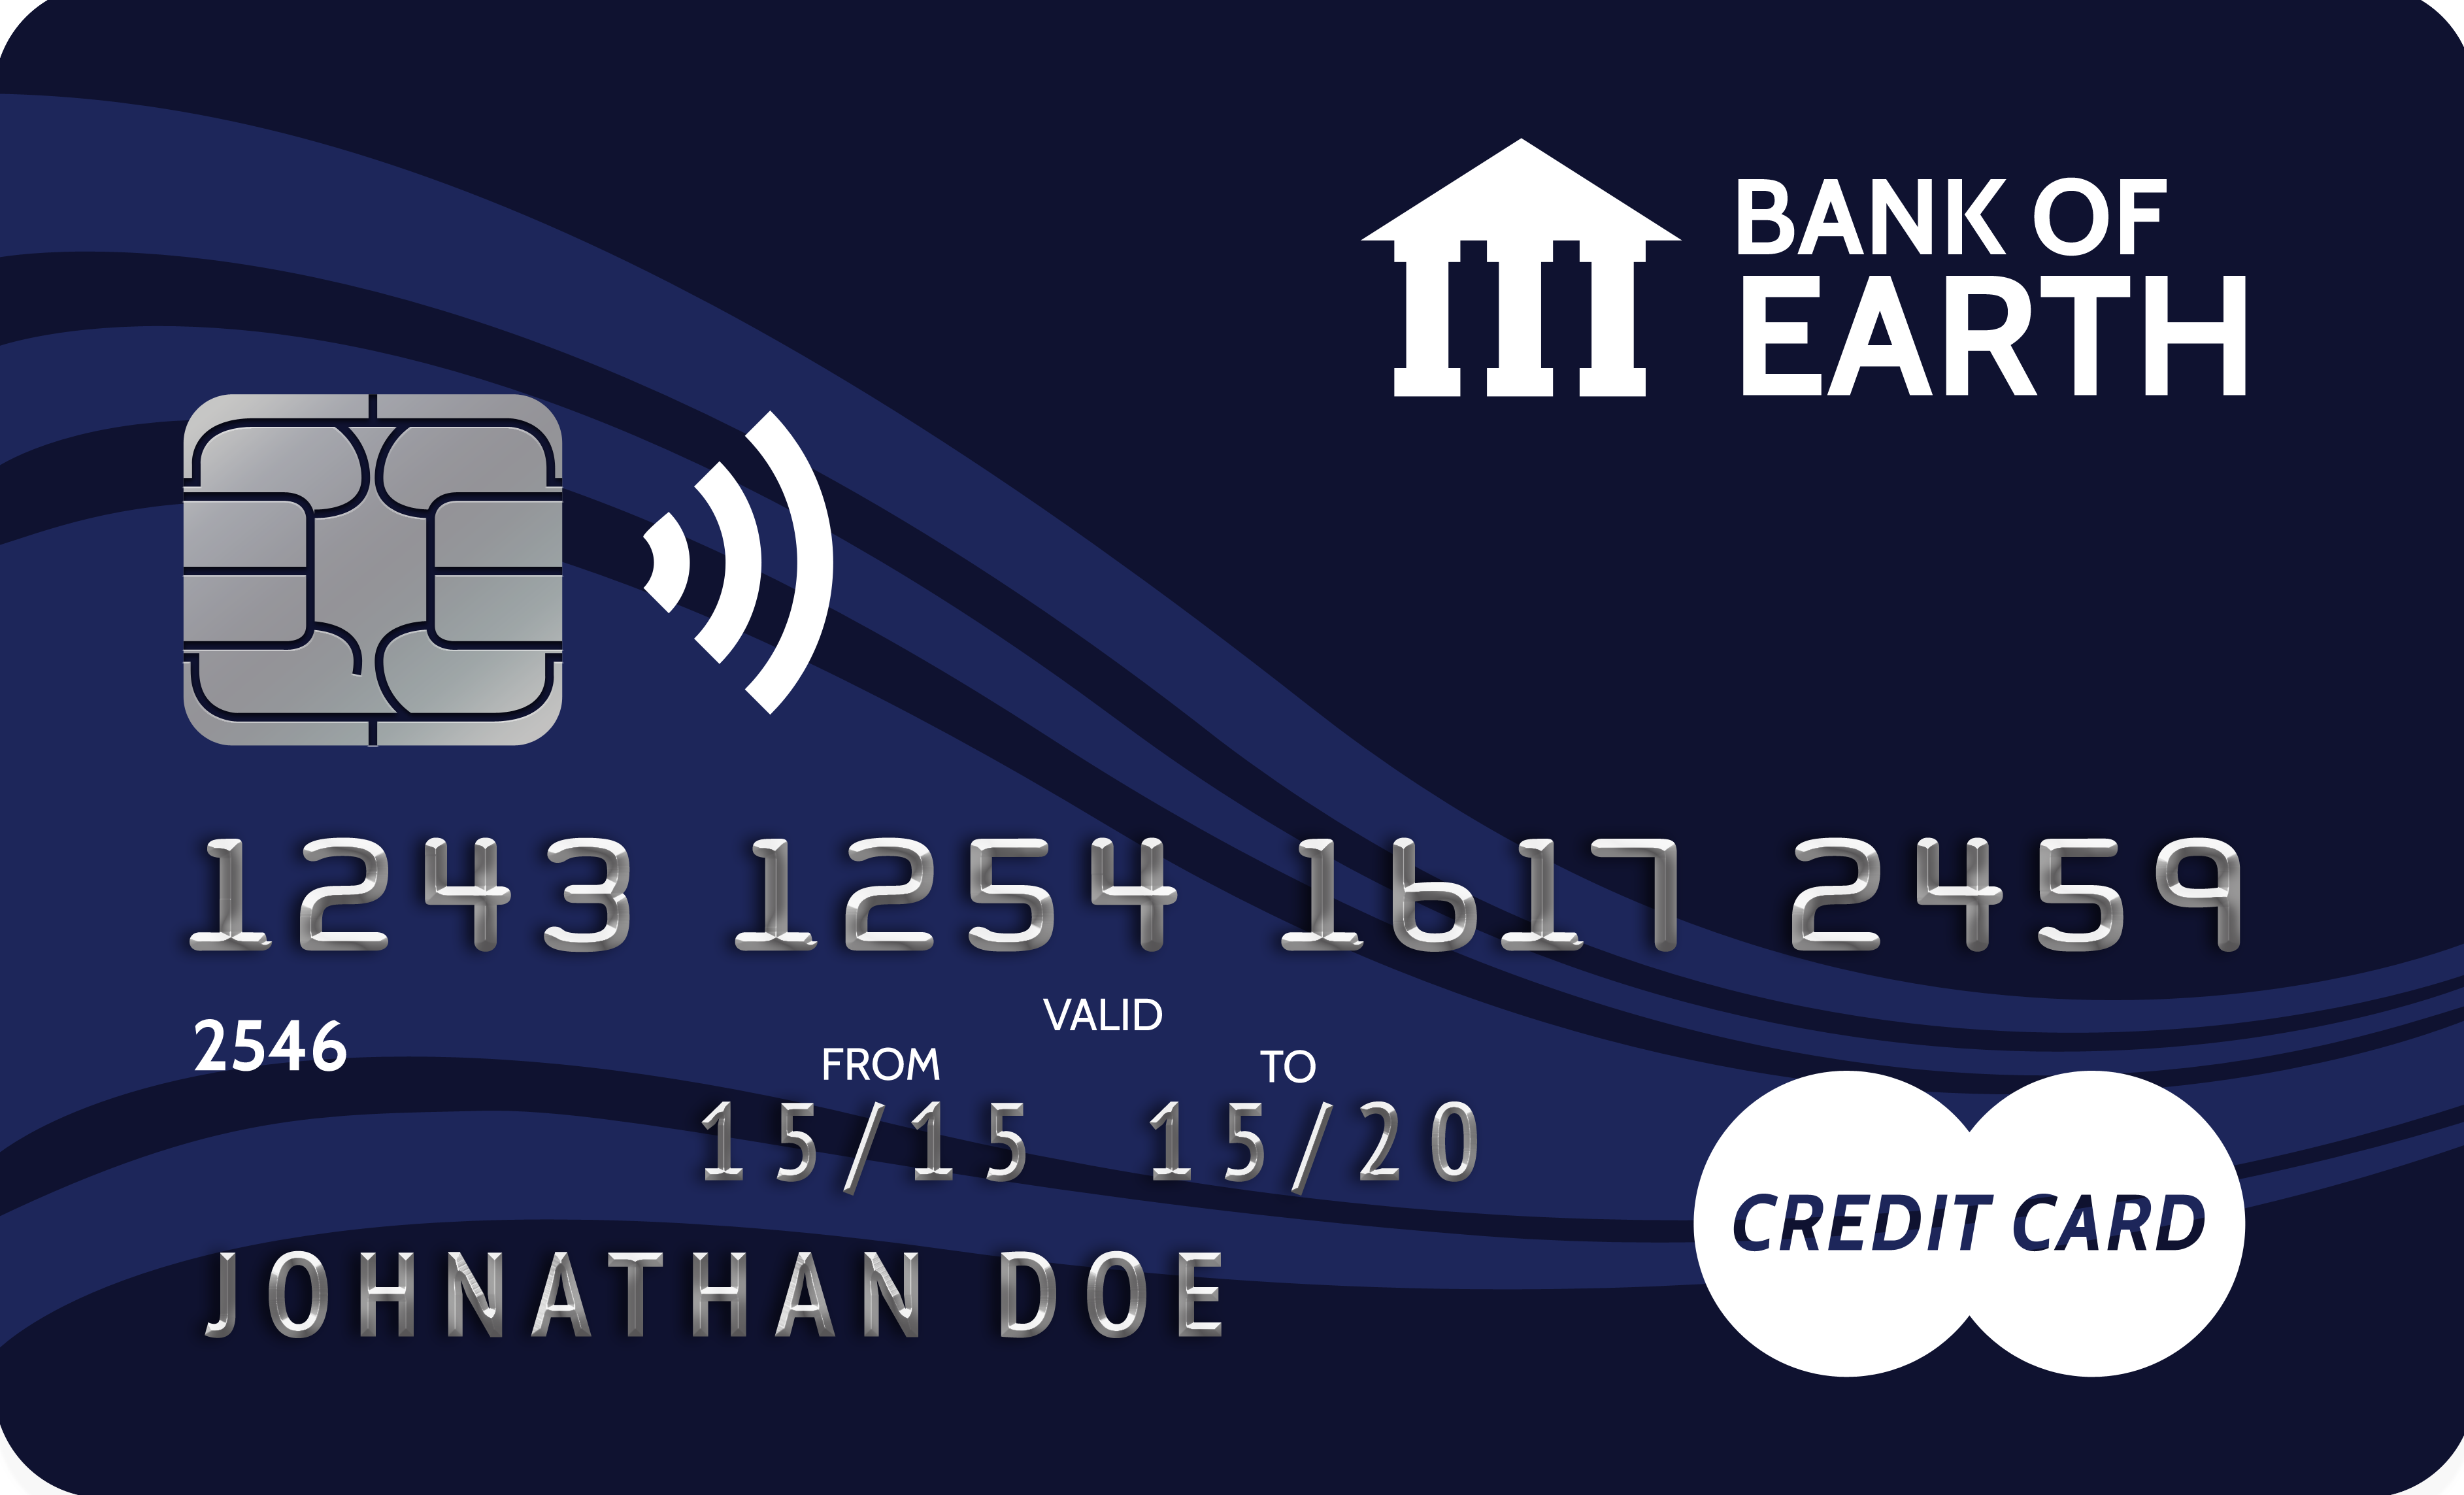 BANK OF
EARTH
1243 1254 1617 2459
2546
VALID
FROM TO
15/15 15/20
JOHNATHAN DOE
CREDIT CARD